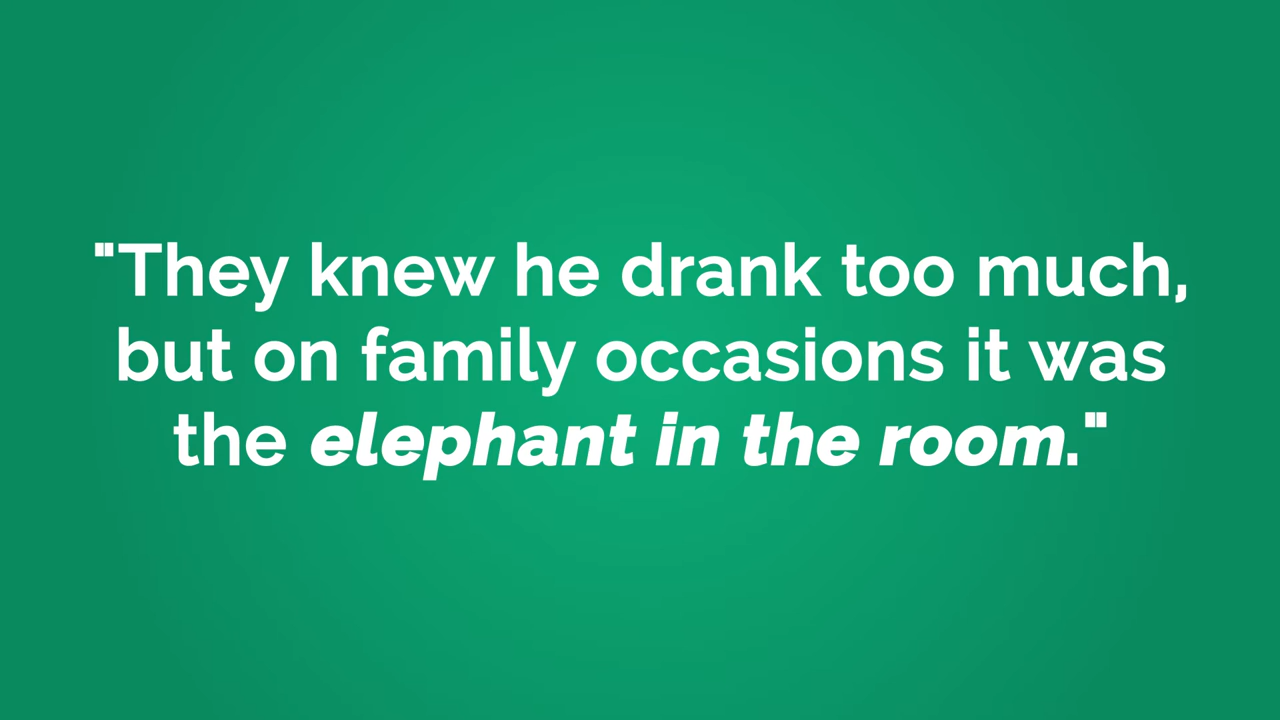 "They knew he drank too much,
but on family occasions it was
the elephant in the room."